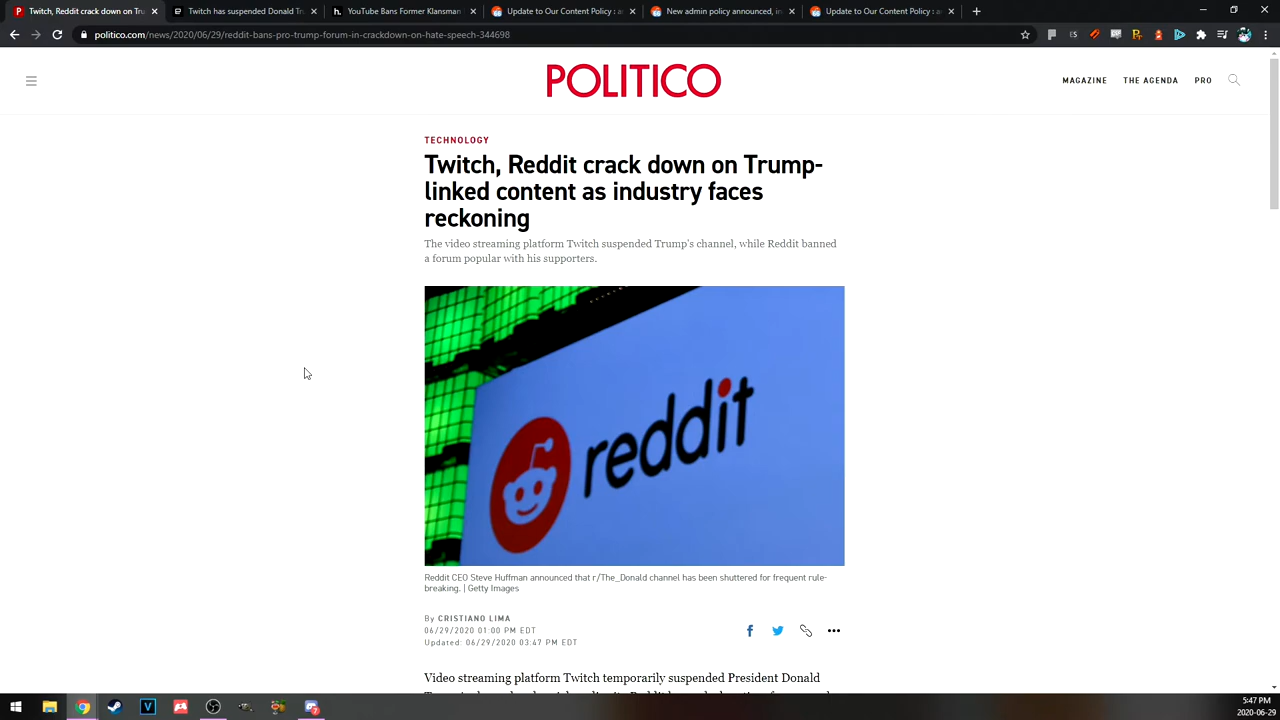 Twitch, Reddit crack down on
Twitch has suspended Donald Tr
YouTube Bans Former Klansman
Update to Our Content Policy
announced, in
Update to Our Content Policy
politico.com/news/2020/06/29/reddit-bans-pro-trump-forum-in-crackdown-on-hate-speech-344698
POLITICO
MAGAZINE THE AGENDA PRO
TECHNOLOGY
Twitch, Reddit crack down on Trump-
linked content as industry faces
reckoning
The video streaming platform Twitch suspended Trump's channel, while Reddit banned
a forum popular with his supporters.
reddit
Reddit CEO Steve Huffman announced that r/The_Donald channel has been shuttered for frequent rule-
breaking. | Getty Images
By CRISTIANO LIMA
06/29/2020 01:00 PM EDT
Updated: 06/29/2020 03:47 PM EDT
Video streaming platform Twitch temporarily suspended President Donald
5:47 PM
2020-06-29